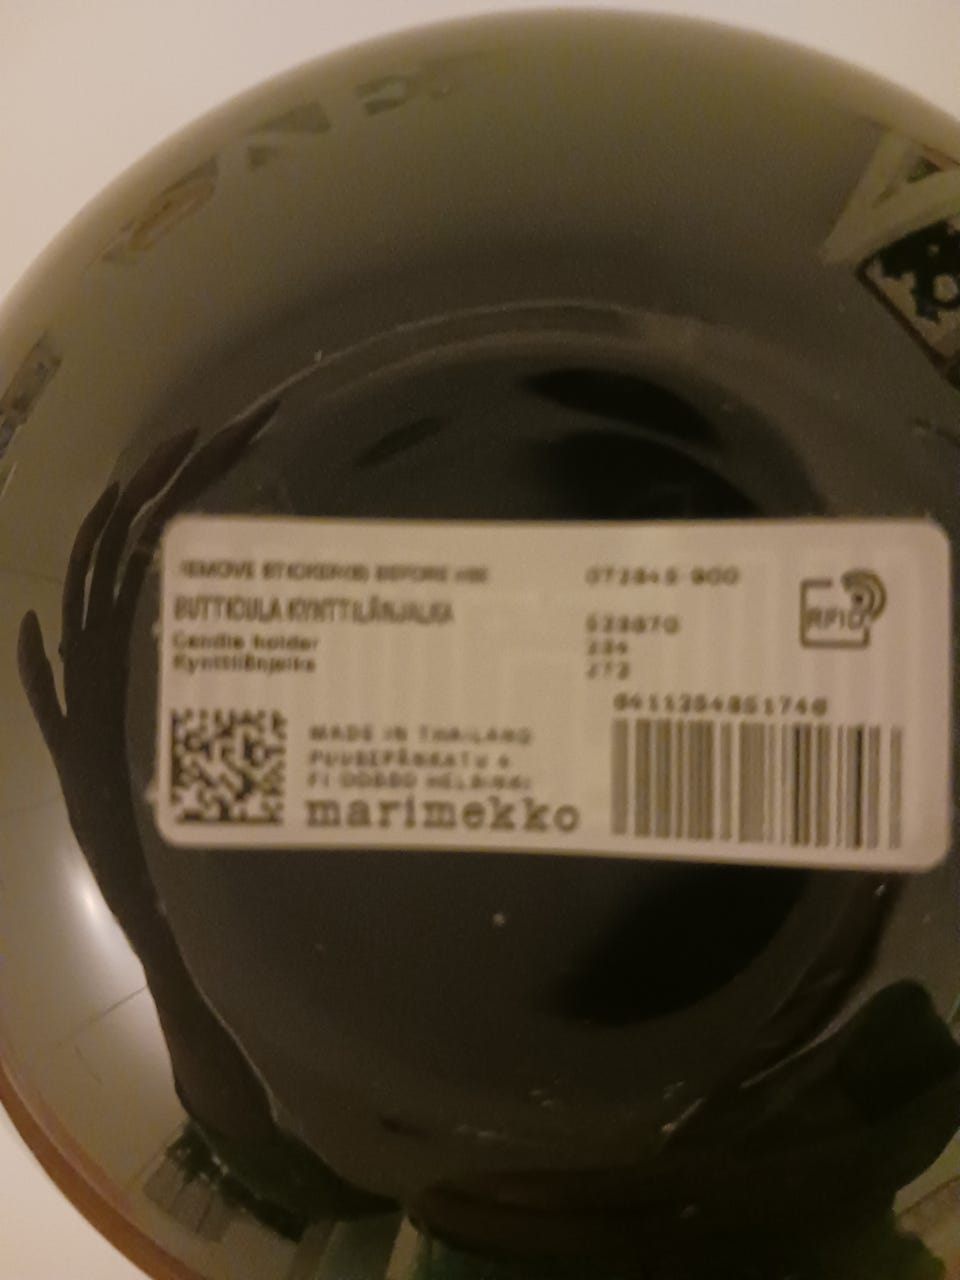 REMOVE STICKER(S) BEFORE USE
BUTTICULA KYNTTILÄNJALKA
Candle holder
Kynttilänjalka
MADE IN THAILAND
PUUSEPÄNKATU 4
FI 00880 HELSINKI
marimekko
072845 900
RFID